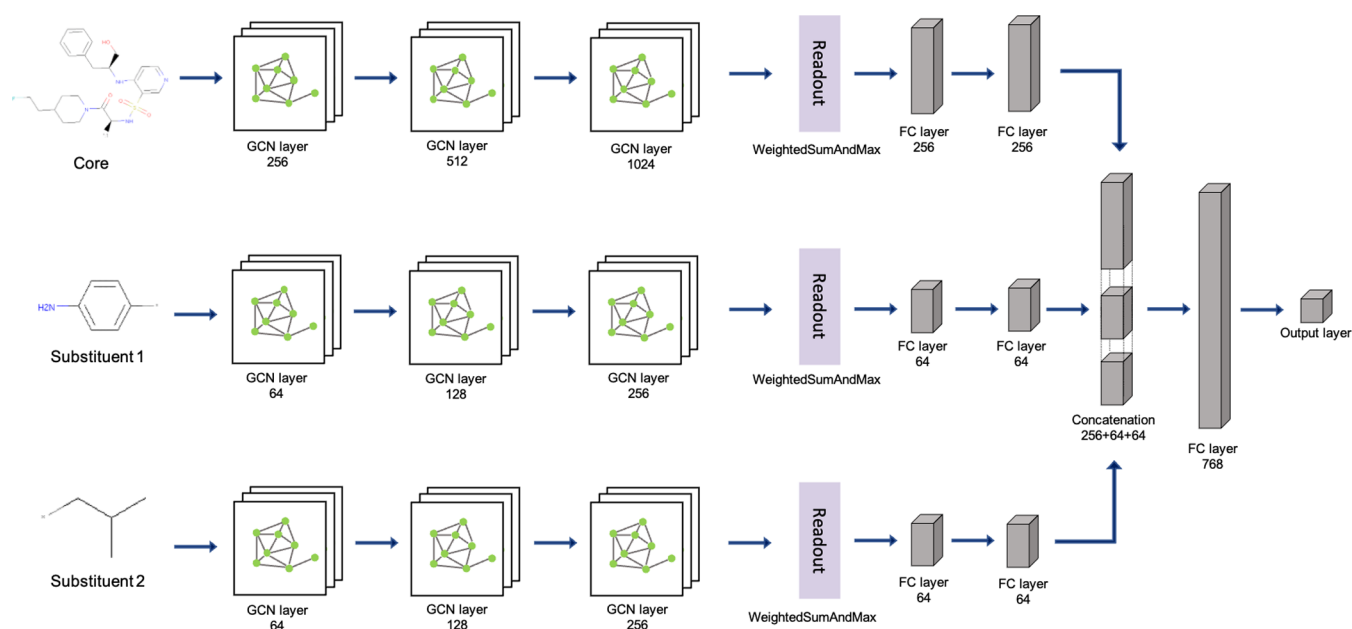 HO
NH
N
N
O
S
O
O
NH
F
Core
GCN layer
256
GCN layer
512
GCN layer
1024
Readout
WeightedSumAndMax
FC layer
256
FC layer
256
H2N
Substituent 1
GCN layer
64
GCN layer
128
GCN layer
256
Readout
WeightedSumAndMax
FC layer
64
FC layer
64
Concatenation
256+64+64
FC layer
768
Output layer
Substituent 2
GCN layer
64
GCN layer
128
GCN layer
256
Readout
WeightedSumAndMax
FC layer
64
FC layer
64